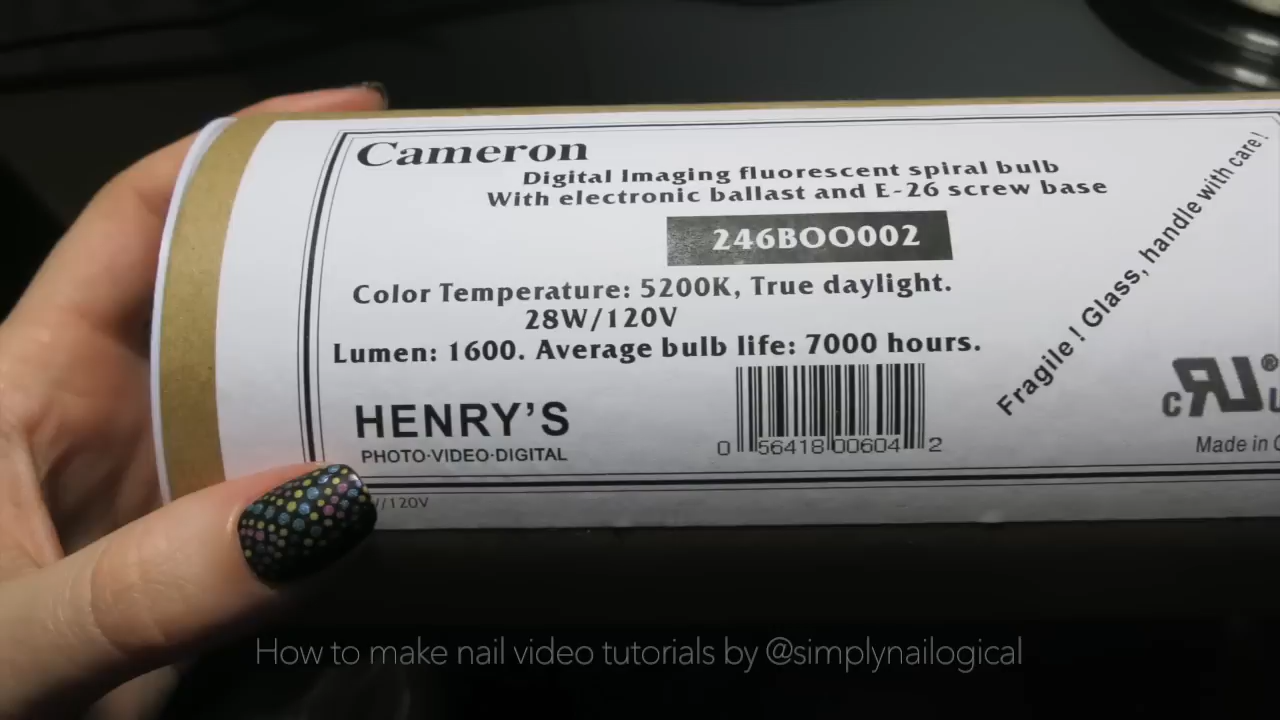 Cameron
Digital Imaging fluorescent spiral bulb
With electronic ballast and E-26 screw base
246BOO002
Color Temperature: 5200K, True daylight.
28W/120V
Lumen: 1600. Average bulb life: 7000 hours.
HENRY'S
PHOTO·VIDEO·DIGITAL
0 56418 00604 2
Fragile! Glass, handle with care!
Made in
/120V
How to make nail video tutorials by @simplynailogical